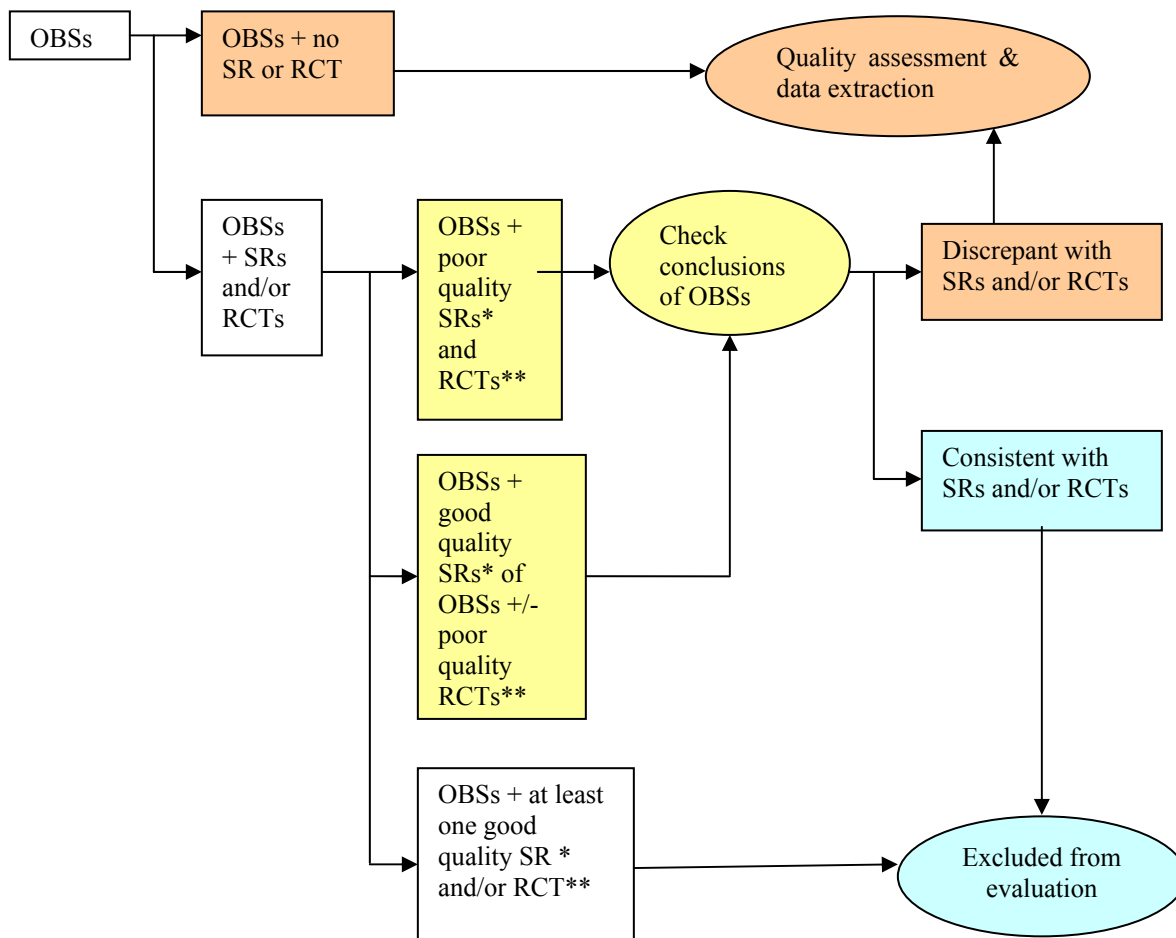 OBSs
OBSs + no
SR or RCT
Quality assessment &
data extraction
OBSs
+ SRs
and/or
RCTs
OBSs +
poor
quality
SRs*
and
RCTs**
Check
conclusions
of OBSs
Discrepant with
SRs and/or RCTs
Consistent with
SRs and/or RCTs
OBSs +
good
quality
SRs* of
OBSs +/-
poor
quality
RCTs**
OBSs + at least
one good
quality SR *
and/or RCT**
Excluded from
evaluation